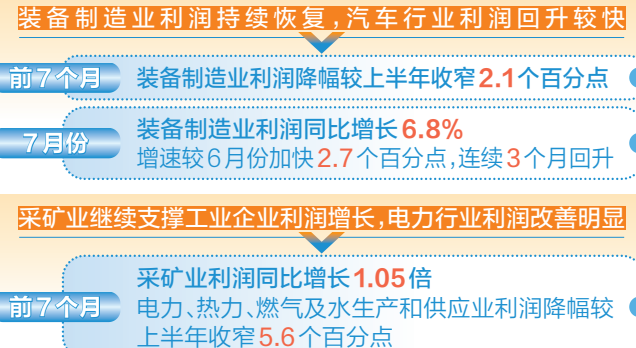 装备制造业利润持续恢复,汽车行业利润回升较快
前7个月
装备制造业利润降幅较上半年收窄2.1个百分点
7月份
装备制造业利润同比增长6.8%
增速较6月份加快2.7个百分点,连续3个月回升
采矿业继续支撑工业企业利润增长,电力行业利润改善明显
前7个月
采矿业利润同比增长1.05倍
电力、热力、燃气及水生产和供应业利润降幅较
上半年收窄5.6个百分点